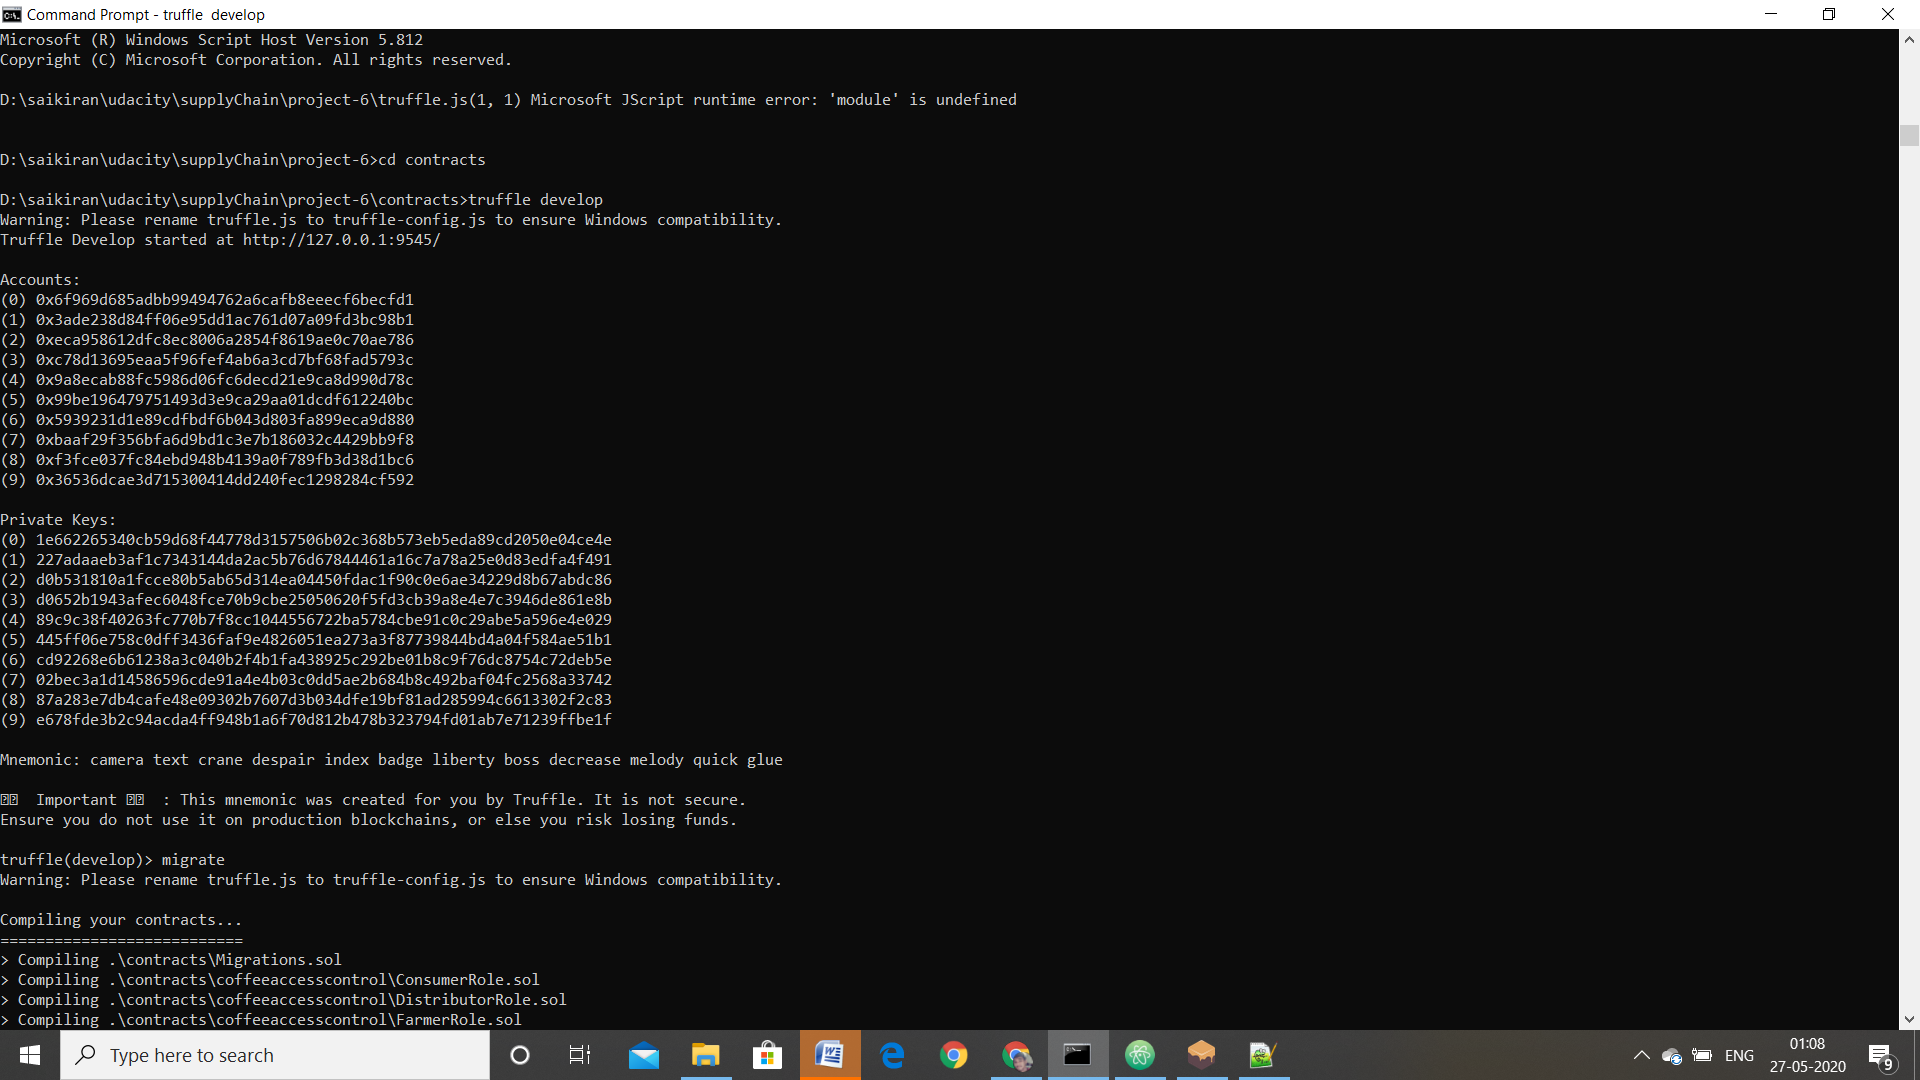 Command Prompt - truffle  develop
Microsoft (R) Windows Script Host Version 5.812
Copyright (C) Microsoft Corporation. All rights reserved.
D:\saikiran\udacity\supplyChain\project-6\truffle.js(1, 1) Microsoft JScript runtime error: 'module' is undefined
D:\saikiran\udacity\supplyChain\project-6>cd contracts
D:\saikiran\udacity\supplyChain\project-6\contracts>truffle develop
Warning: Please rename truffle.js to truffle-config.js to ensure Windows compatibility.
Truffle Develop started at http://127.0.0.1:9545/
Accounts:
(0) 0x6f969d685adbb99494762a6cafb8eeecf6becfd1
(1) 0x3ade238d84ff06e95dd1ac761d07a09fd3bc98b1
(2) 0xeca958612dfc8ec8006a2854f8619ae0c70ae786
(3) 0xc78d13695eaa5f96fef4ab6a3cd7bf68fad5793c
(4) 0x9a8ecab88fc5986d06fc6decd21e9ca8d990d78c
(5) 0x99be196479751493d3e9ca29aa01dcdf612240bc
(6) 0x5939231d1e89cdfbdf6b043d803fa899eca9d880
(7) 0xbaaf29f356bfa6d9bd1c3e7b186032c4429bb9f8
(8) 0xf3fce037fc84ebd948b4139a0f789fb3d38d1bc6
(9) 0x36536dcae3d715300414dd240fec1298284cf592
Private Keys:
(0) 1e662265340cb59d68f44778d3157506b02c368b573eb5eda89cd2050e04ce4e
(1) 227adaaeb3af1c7343144da2ac5b76d67844461a16c7a78a25e0d83edfa4f491
(2) d0b531810a1fcce80b5ab65d314ea04450fdac1f90c0e6ae34229d8b67abdc86
(3) d0652b1943afec6048fce70b9cbe25050620f5fd3cb39a8e4e7c3946de861e8b
(4) 89c9c38f40263fc770b7f8cc1044556722ba5784cbe91c0c29abe5a596e4e029
(5) 445ff06e758c0dff3436faf9e4826051ea273a3f87739844bd4a04f584ae51b1
(6) cd92268e6b61238a3c040b2f4b1fa438925c292be01b8c9f76dc8754c72deb5e
(7) 02bec3a1d14586596cde91a4e4b03c0dd5ae2b684b8c492baf04fc2568a33742
(8) 87a283e7db4cafe48e09302b7607d3b034dfe19bf81ad285994c6613302f2c83
(9) e678fde3b2c94acda4ff948b1a6f70d812b478b323794fd01ab7e71239ffbe1f
Mnemonic: camera text crane despair index badge liberty boss decrease melody quick glue
Important : This mnemonic was created for you by Truffle. It is not secure.
Ensure you do not use it on production blockchains, or else you risk losing funds.
truffle(develop)> migrate
Warning: Please rename truffle.js to truffle-config.js to ensure Windows compatibility.
Compiling your contracts...
===========================
> Compiling .\contracts\Migrations.sol
> Compiling .\contracts\coffeeaccesscontrol\ConsumerRole.sol
> Compiling .\contracts\coffeeaccesscontrol\DistributorRole.sol
> Compiling .\contracts\coffeeaccesscontrol\FarmerRole.sol
Type here to search
ENG
01:08
27-05-2020
9